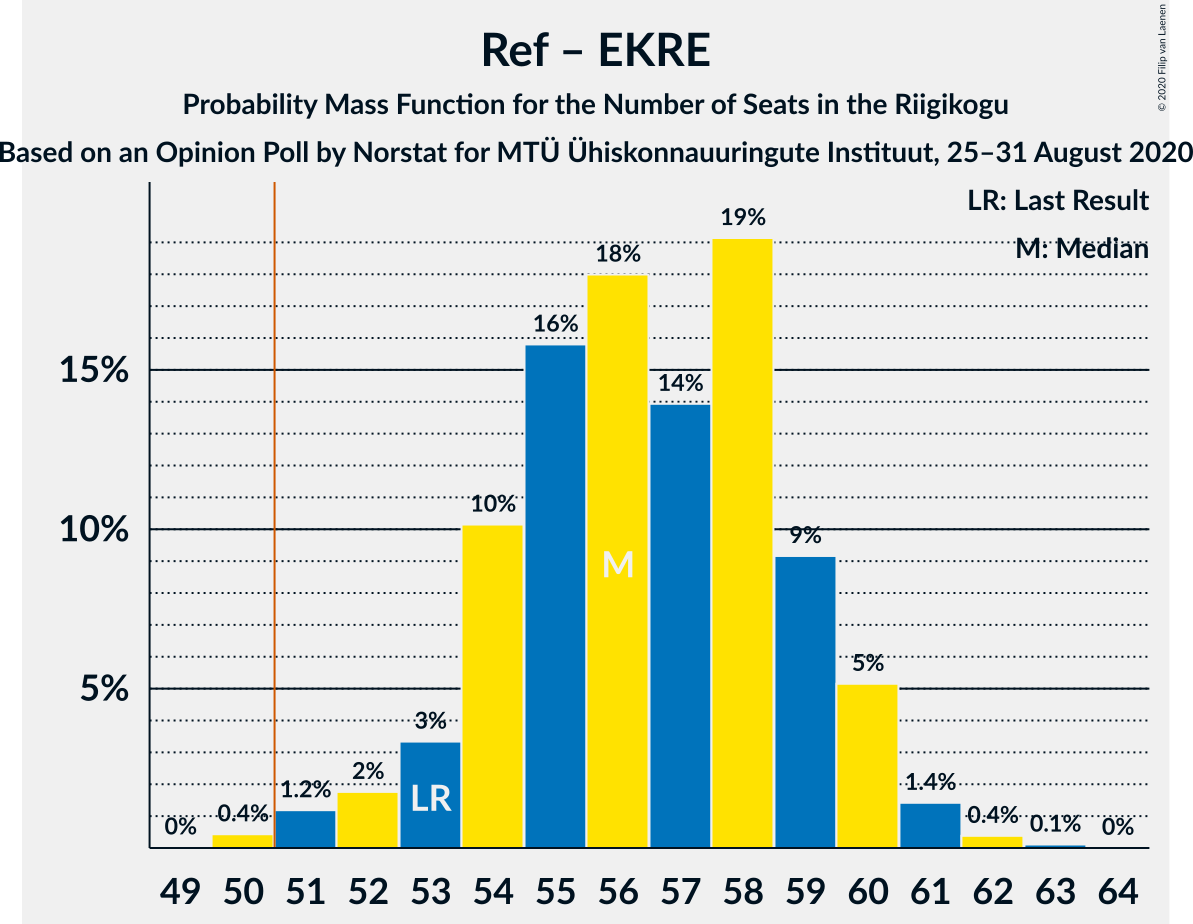 Ref – EKRE
Probability Mass Function for the Number of Seats in the Riigikogu
Based on an Opinion Poll by Norstat for MTÜ Ühiskonnauuringute Instituut, 25–31 August 2020
© 2020 Filip van Laenen
LR: Last Result
M: Median
19%
18%
16%
15%
14%
10%
10%
9%
M
5%
5%
3%
2%
1.2%
1.4%
LR
0%
0.4%
0.4%
0.1%
0%
49 50 51 52 53 54 55 56 57 58 59 60 61 62 63 64